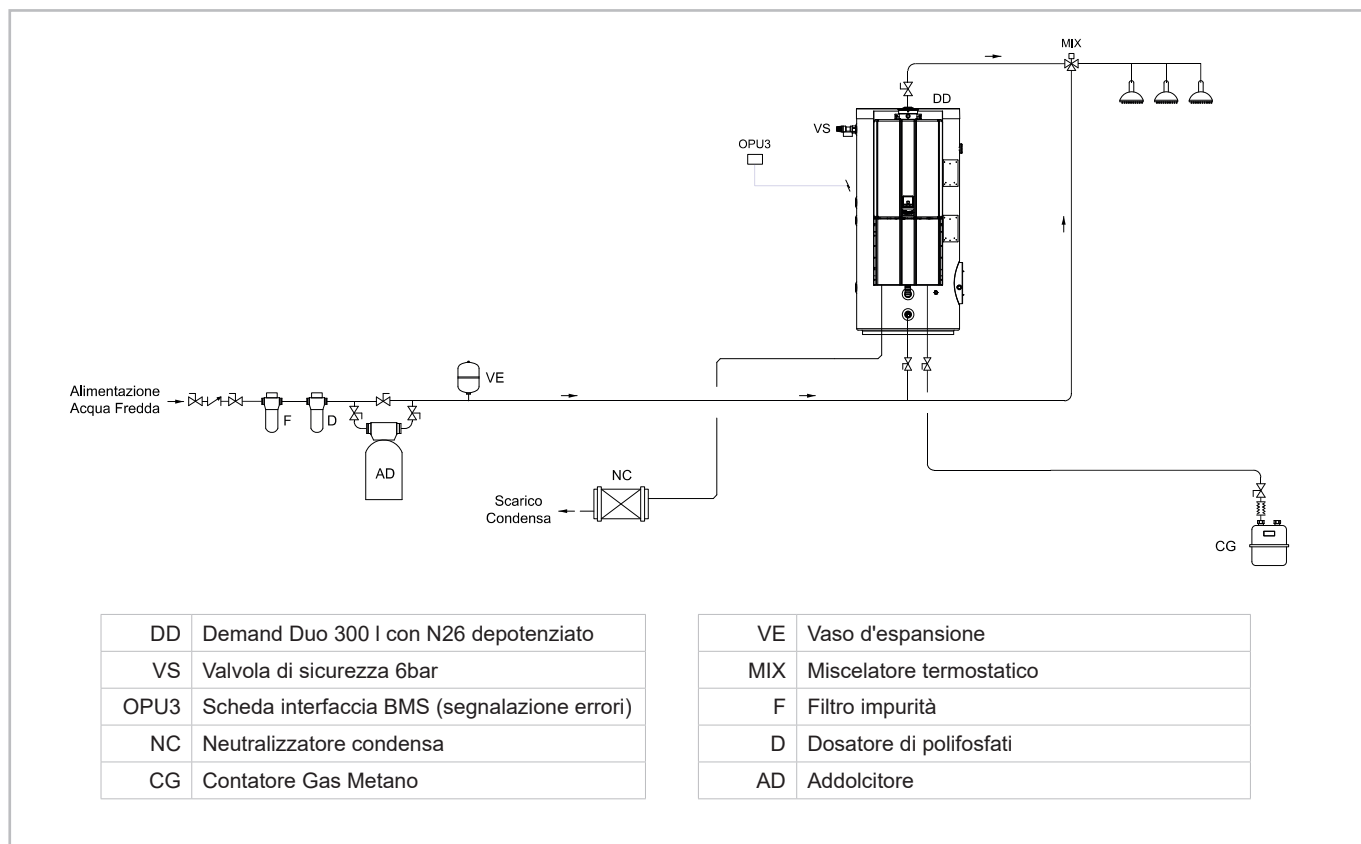 MIX
DD
VS
OPU3
VE
Alimentazione
Acqua Fredda
F
D
AD
NC
Scarico
Condensa
CG
DD Demand Duo 300 l con N26 depotenziato
VS Valvola di sicurezza 6bar
OPU3 Scheda interfaccia BMS (segnalazione errori)
NC Neutralizzatore condensa
CG Contatore Gas Metano
VE Vaso d'espansione
MIX Miscelatore termostatico
F Filtro impurità
D Dosatore di polifosfati
AD Addolcitore